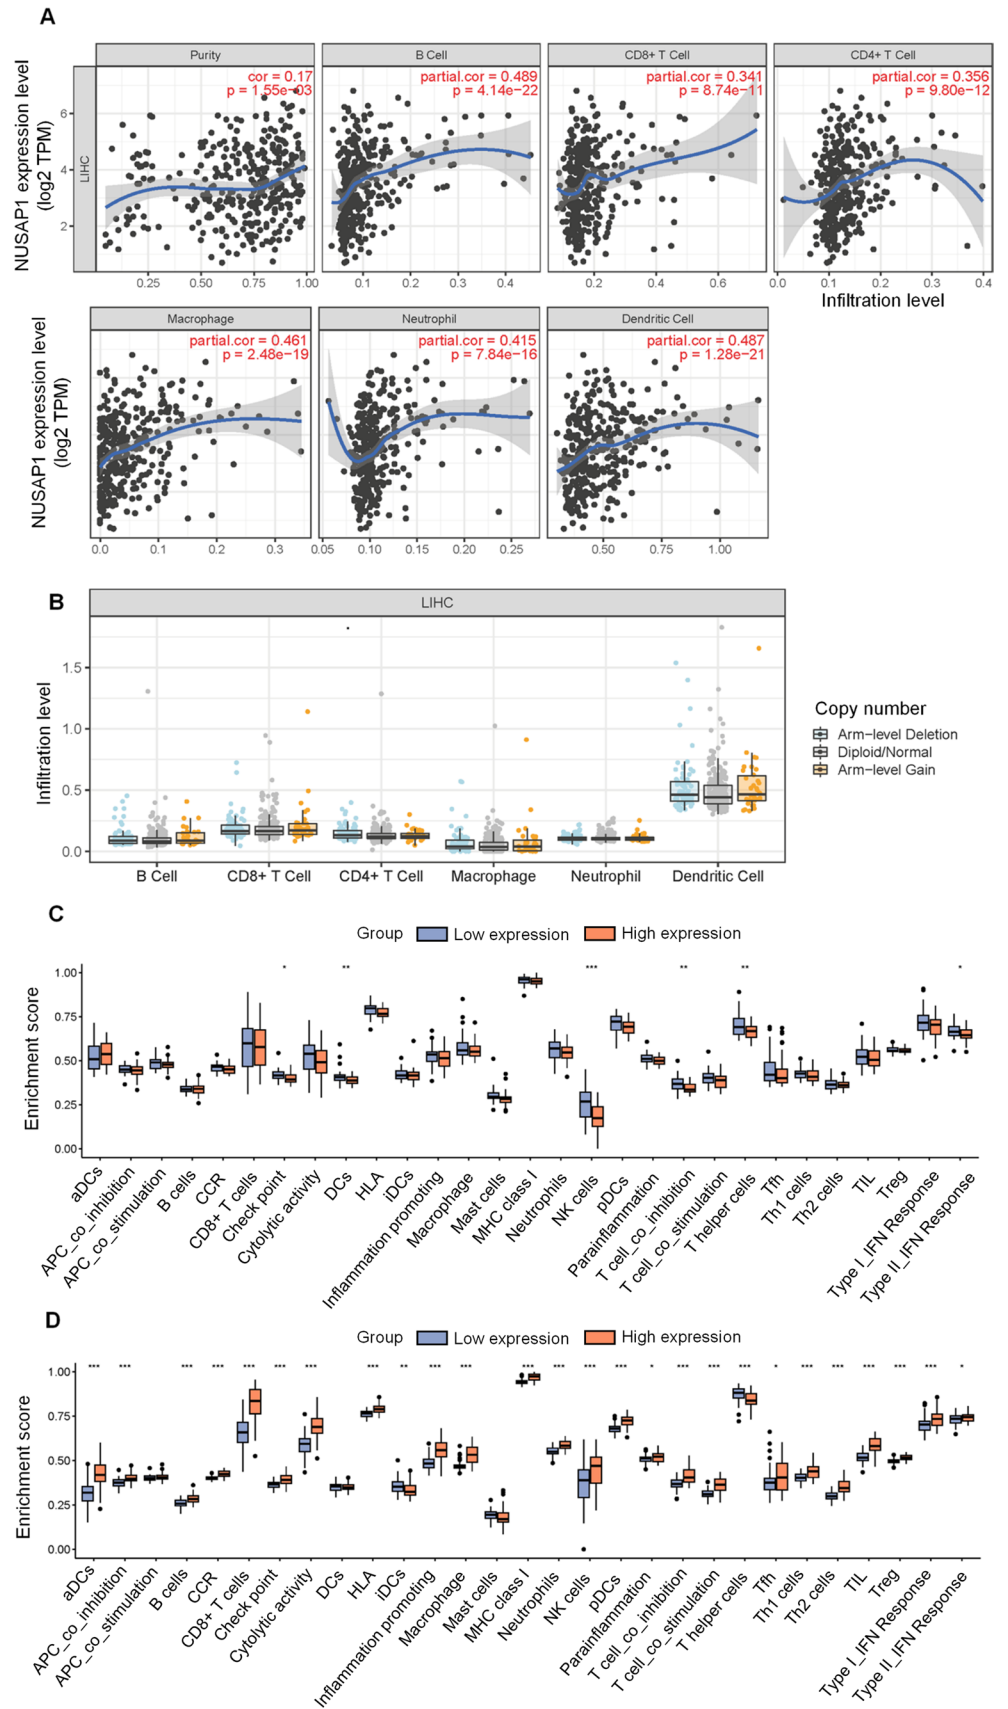 A
Purity
B Cell
CD8+ T Cell
CD4+ T Cell
cor = 0.17
p = 1.55e−03
partial.cor = 0.489
p = 4.14e−22
partial.cor = 0.341
p = 8.74e−11
partial.cor = 0.356
p = 9.80e−12
NUSAP1 expression level
(log2 TPM)
LIHC
6
4
2
0.25 0.50 0.75 1.00
0.1 0.2 0.3 0.4
0.2 0.4 0.6
0.0 0.1 0.2 0.3 0.4
Infiltration level
Macrophage
Neutrophil
Dendritic Cell
partial.cor = 0.461
p = 2.48e−19
partial.cor = 0.415
p = 7.84e−16
partial.cor = 0.487
p = 1.28e−21
NUSAP1 expression level
(log2 TPM)
0.0 0.1 0.2 0.3
0.05 0.10 0.15 0.20 0.25
0.50 0.75 1.00
B
LIHC
Infiltration level
1.5
1.0
0.5
0.0
B Cell
CD8+ T Cell
CD4+ T Cell
Macrophage
Neutrophil
Dendritic Cell
Copy number
Arm−level Deletion
Diploid/Normal
Arm−level Gain
C
Group Low expression High expression
* ** *** ** ** *
Enrichment score
1.00
0.75
0.50
0.25
0.00
aDCs
APC_co_inhibition
APC_co_stimulation
B cells
CCR
CD8+ T cells
Check point
Cytolytic activity
DCs
HLA
iDCs
Inflammation promoting
Macrophage
Mast cells
MHC class I
Neutrophils
NK cells
pDCs
Parainflammation
T cell_co_inhibition
T cell_co_stimulation
T helper cells
Tfh
Th1 cells
Th2 cells
TIL
Treg
Type I_IFN Response
Type II_IFN Response
D
Group Low expression High expression
*** *** *** *** *** *** *** *** ** *** *** *** *** *** *** * *** *** *** * *** *** *** *** *** *
Enrichment score
1.00
0.75
0.50
0.25
0.00
aDCs
APC_co_inhibition
APC_co_stimulation
B cells
CCR
CD8+ T cells
Check point
Cytolytic activity
DCs
HLA
iDCs
Inflammation promoting
Macrophage
Mast cells
MHC class I
Neutrophils
NK cells
pDCs
Parainflammation
T cell_co_inhibition
T cell_co_stimulation
T helper cells
Tfh
Th1 cells
Th2 cells
TIL
Treg
Type I_IFN Response
Type II_IFN Response